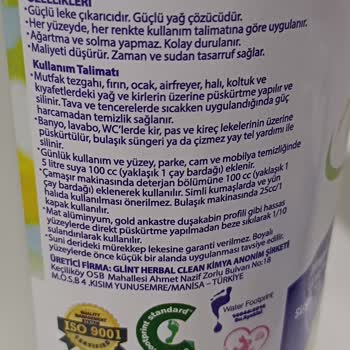 ÖZELLİKLERİ
•Güçlü leke çıkarıcıdır. Güçlü yağ çözücüdür.
•Her yüzeyde, her renkte kullanım talimatına göre uygulanır.
•Ağartma ve solma yapmaz. Kolay durulanır.
•Maliyeti düşürür. Zaman ve sudan tasarruf sağlar.
Kullanım Talimatı
•Mutfak tezgahı, fırın, ocak, airfreyer, halı, koltuk ve
kıyafetlerdeki yağ ve kirlerin üzerine püskürtme yapılır ve
silinir. Tava ve tencerelerde sıcakken uygulandığında güç
harcamadan temizlik sağlanır.
•Banyo, lavabo, WC'lerde kir, pas ve kireç lekelerinin üzerine
püskürtülür, bulaşık süngeri ya da çizmez yay tel yardımı ile
silinir.
•Günlük kullanım ve yüzey, parke, cam ve mobilya temizliğinde
5 litre suya 100 cc (yaklaşık 1 çay bardağı) eklenir.
•Çamaşır makinasında deterjan bölümüne 100 cc (yaklaşık 1
çay bardağı) eklenerek kullanılır. Simli kumaşlarda ve yün
halıda kullanılması önerilmez. Bulaşık makinasında 25cc/1
kapak kullanılır.
•Mat alüminyum, gold ankastre duşakabin profili gibi hassas
yüzeylerde direkt püskürtme yapılmadan beze sıkılarak 1/10
sulandırılarak kullanılır.
•Suni derideki mürekkep lekesine garanti verilmez. Boyalı
yüzeylerde önce küçük bir alanda uygulanması tavsiye edilir.
ÜRETİCİ FİRMA: GLİNT HERBAL CLEAN KİMYA ANONİM ŞİRKETİ
Keçiliköy OSB Mahallesi Ahmet Nazif Zorlu Bulvarı No:18
M.O.S.B 4 .KISIM YUNUSEMRE/MANİSA – TÜRKİYE
QUALITY
MANAGEMENT
SYSTEM
ISO 9001
CERTIFIED
footprint standard
Water Footprint